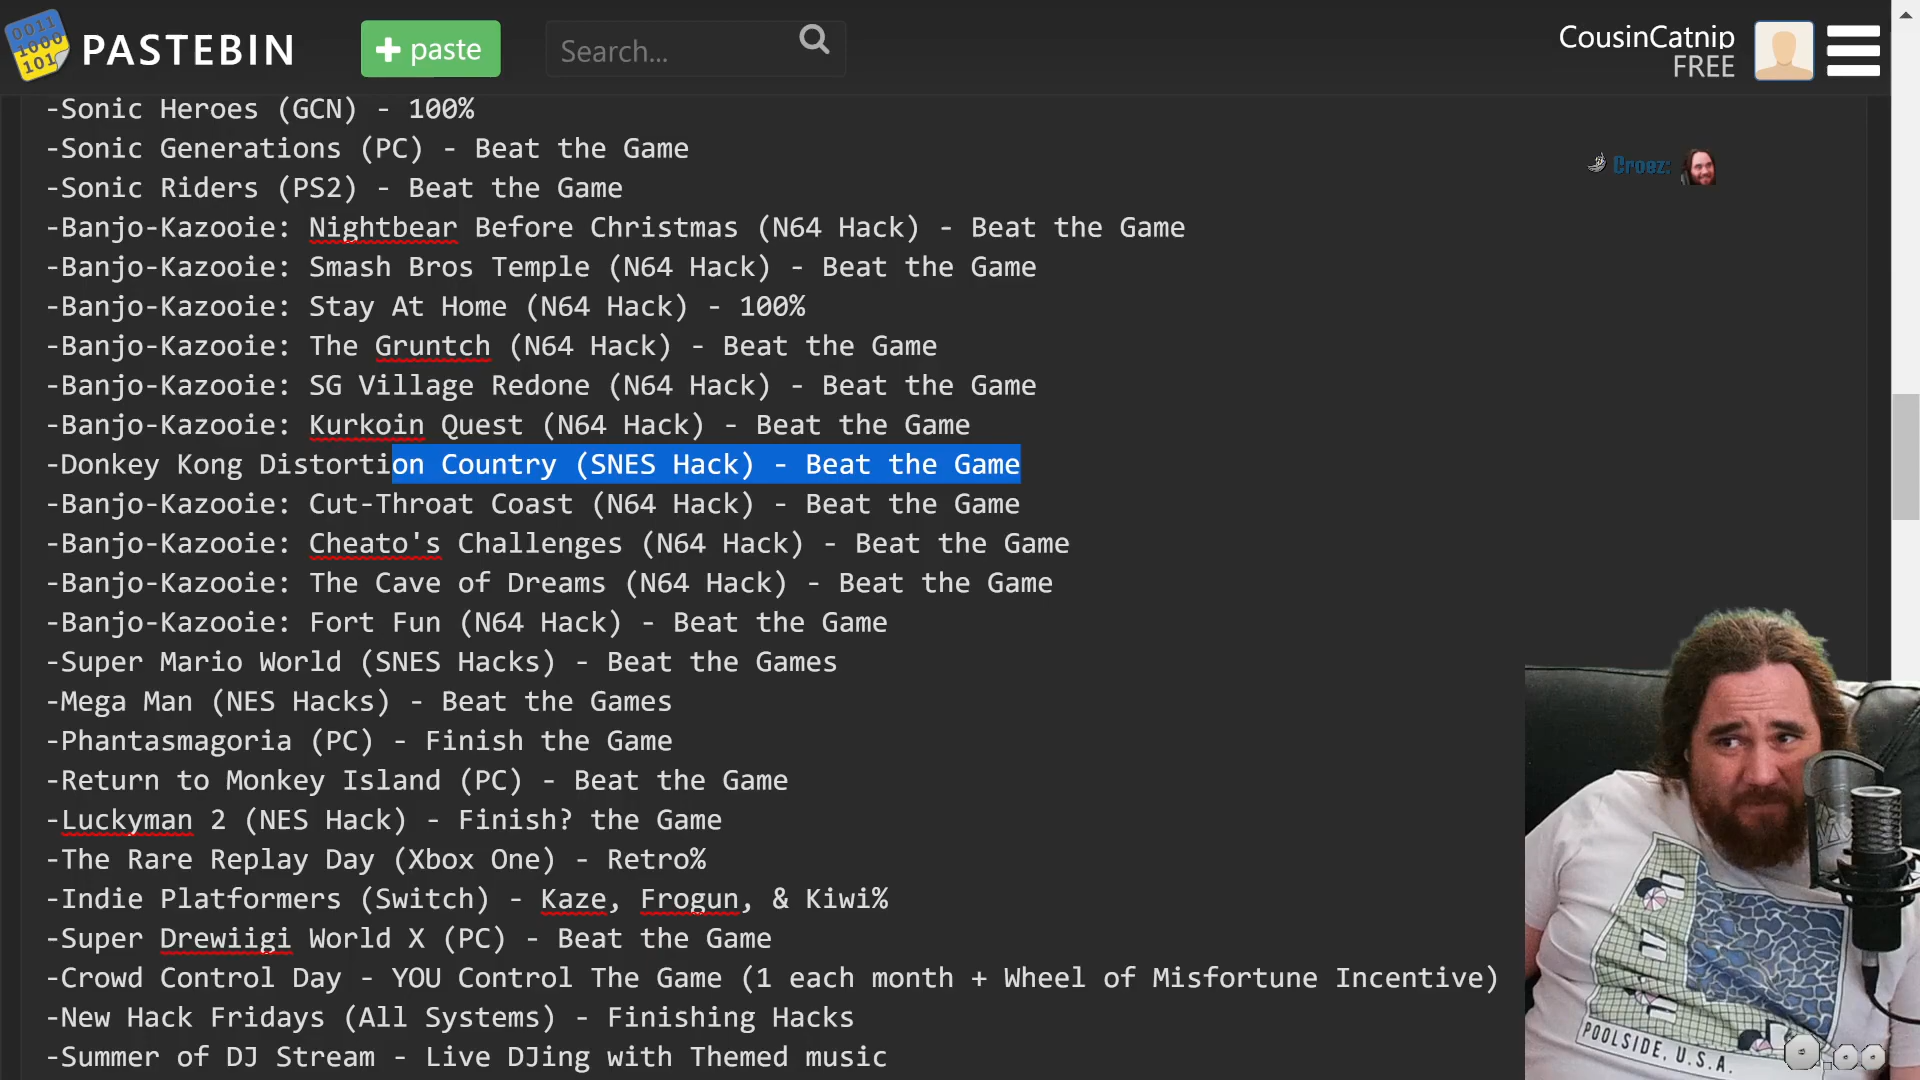 0011
1000
101
PASTEBIN
+ paste
Search...
CousinCatnip
FREE
-Sonic Heroes (GCN) - 100%
-Sonic Generations (PC) - Beat the Game
Croez:
-Sonic Riders (PS2) - Beat the Game
-Banjo-Kazooie: Nightbear Before Christmas (N64 Hack) - Beat the Game
-Banjo-Kazooie: Smash Bros Temple (N64 Hack) - Beat the Game
-Banjo-Kazooie: Stay At Home (N64 Hack) - 100%
-Banjo-Kazooie: The Gruntch (N64 Hack) - Beat the Game
-Banjo-Kazooie: SG Village Redone (N64 Hack) - Beat the Game
-Banjo-Kazooie: Kurkoin Quest (N64 Hack) - Beat the Game
-Donkey Kong Distortion Country (SNES Hack) - Beat the Game
-Banjo-Kazooie: Cut-Throat Coast (N64 Hack) - Beat the Game
-Banjo-Kazooie: Cheato's Challenges (N64 Hack) - Beat the Game
-Banjo-Kazooie: The Cave of Dreams (N64 Hack) - Beat the Game
-Banjo-Kazooie: Fort Fun (N64 Hack) - Beat the Game
-Super Mario World (SNES Hacks) - Beat the Games
-Mega Man (NES Hacks) - Beat the Games
-Phantasmagoria (PC) - Finish the Game
-Return to Monkey Island (PC) - Beat the Game
-Luckyman 2 (NES Hack) - Finish? the Game
-The Rare Replay Day (Xbox One) - Retro%
-Indie Platformers (Switch) - Kaze, Frogun, & Kiwi%
-Super Drewiigi World X (PC) - Beat the Game
-Crowd Control Day - YOU Control The Game (1 each month + Wheel of Misfortune Incentive)
-New Hack Fridays (All Systems) - Finishing Hacks
-Summer of DJ Stream - Live DJing with Themed music
POOLSIDE, U.S.A.
0.00